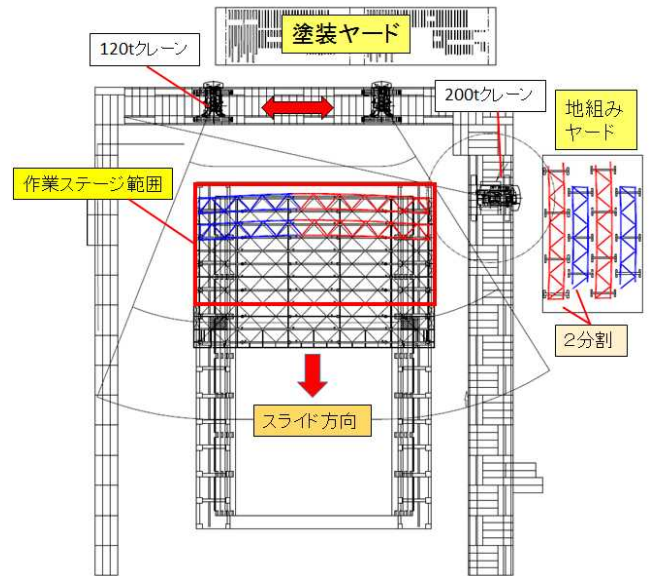 塗装ヤード
120tクレーン
200tクレーン
地組み
ヤード
作業ステージ範囲
2分割
スライド方向